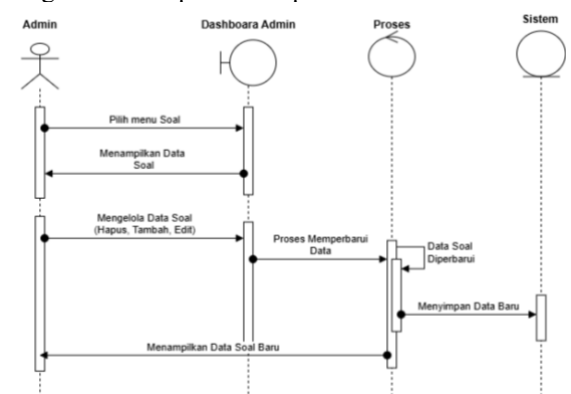 Admin
Dashboara Admin
Proses
Sistem
Pilih menu Soal
Menampilkan Data
Soal
Mengelola Data Soal
(Hapus, Tambah, Edit)
Proses Memperbarui
Data
Data Soal
Diperbarui
Menyimpan Data Baru
Menampilkan Data Soal Baru